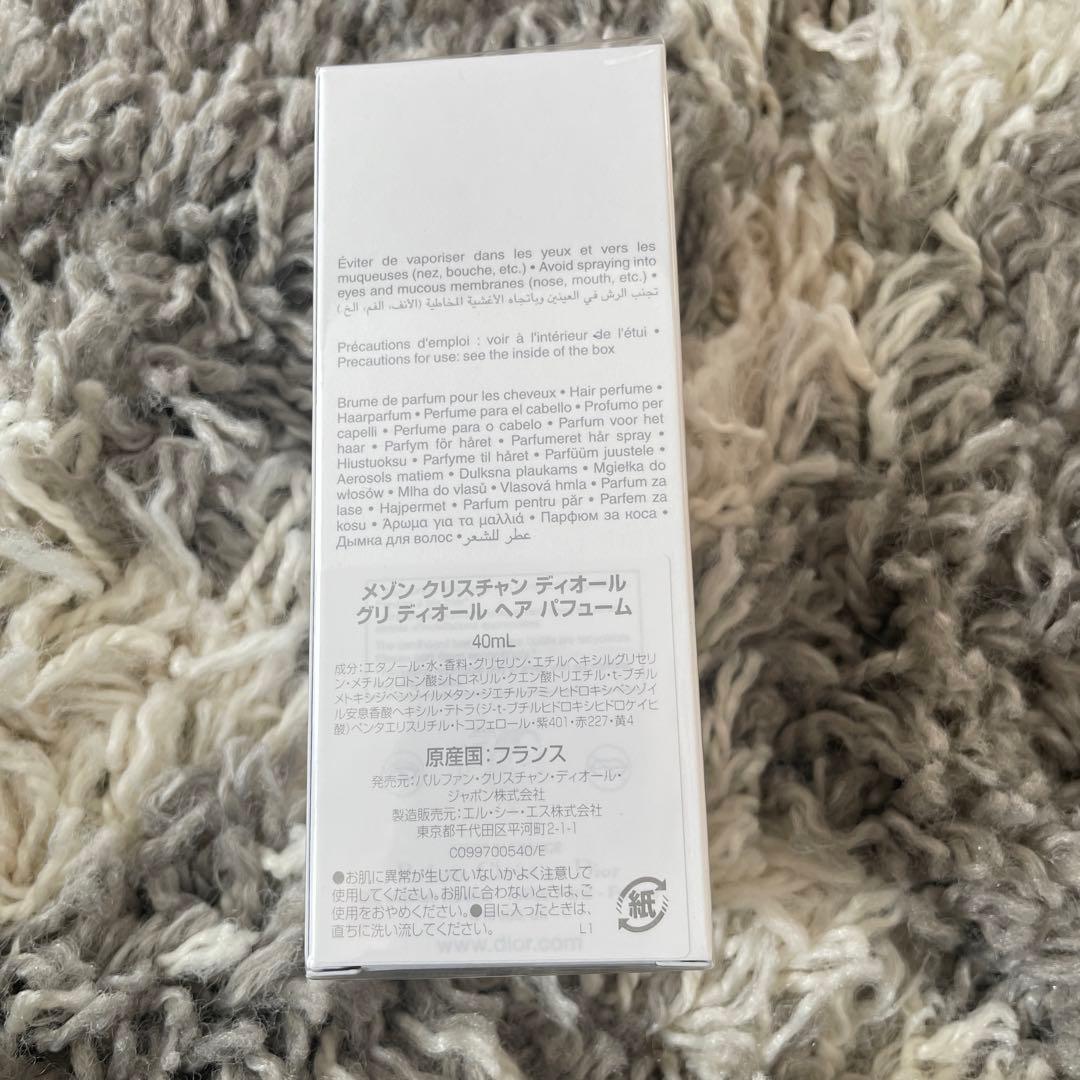 Éviter de vaporiser dans les yeux et vers les
muqueuses (nez, bouche, etc.) • Avoid spraying into
eyes and mucous membranes (nose, mouth, etc.) •
تجنب الرش في العينين وباتجاه الأغشية المخاطية (الأنف، الفم، الخ)
Précautions d'emploi : voir à l'intérieur de l'étui •
Precautions for use: see the inside of the box
Brume de parfum pour les cheveux • Hair perfume •
Haarparfum • Perfume para el cabello • Profumo per
capelli • Perfume para o cabelo • Parfum voor het
haar • Parfym för håret • Parfumeret hår spray •
Hiustuoksu • Parfyme til håret • Parfüüm juustele •
Aerosols matiem • Dulksna plaukams • Mgiełka do
włosów • Mlha do vlasů • Vlasová hmla • Parfum za
lase • Hajpermet • Parfum pentru păr • Parfem za
kosu • Άρωμα για τα μαλλιά • Парфюм за коса •
Дымка для волос • عطر للشعر
メゾン クリスチャン ディオール
グリ ディオール ヘア パフューム
40mL
成分:エタノール・水・香料・グリセリン・エチルヘキシルグリセリ
ン・メチルクロトン酸シトロネリル・クエン酸トリエチル・t-ブチル
メトキシジベンゾイルメタン・ジエチルアミノヒドロキシベンゾイ
ル安息香酸ヘキシル・テトラ(ジ-t-ブチルヒドロキシヒドロケイヒ
酸)ペンタエリスリチル・トコフェロール・紫401・赤227・黄4
原産国:フランス
発売元:パルファン・クリスチャン・ディオール・
ジャポン株式会社
製造販売元:エル・シー・エス株式会社
東京都千代田区平河町2-1-1
C099700540/E
●お肌に異常が生じていないかよく注意して
使用してください。お肌に合わないときは、ご
使用をおやめください。●目に入ったときは、
直ちに洗い流してください。 L1
紙
www.dior.com